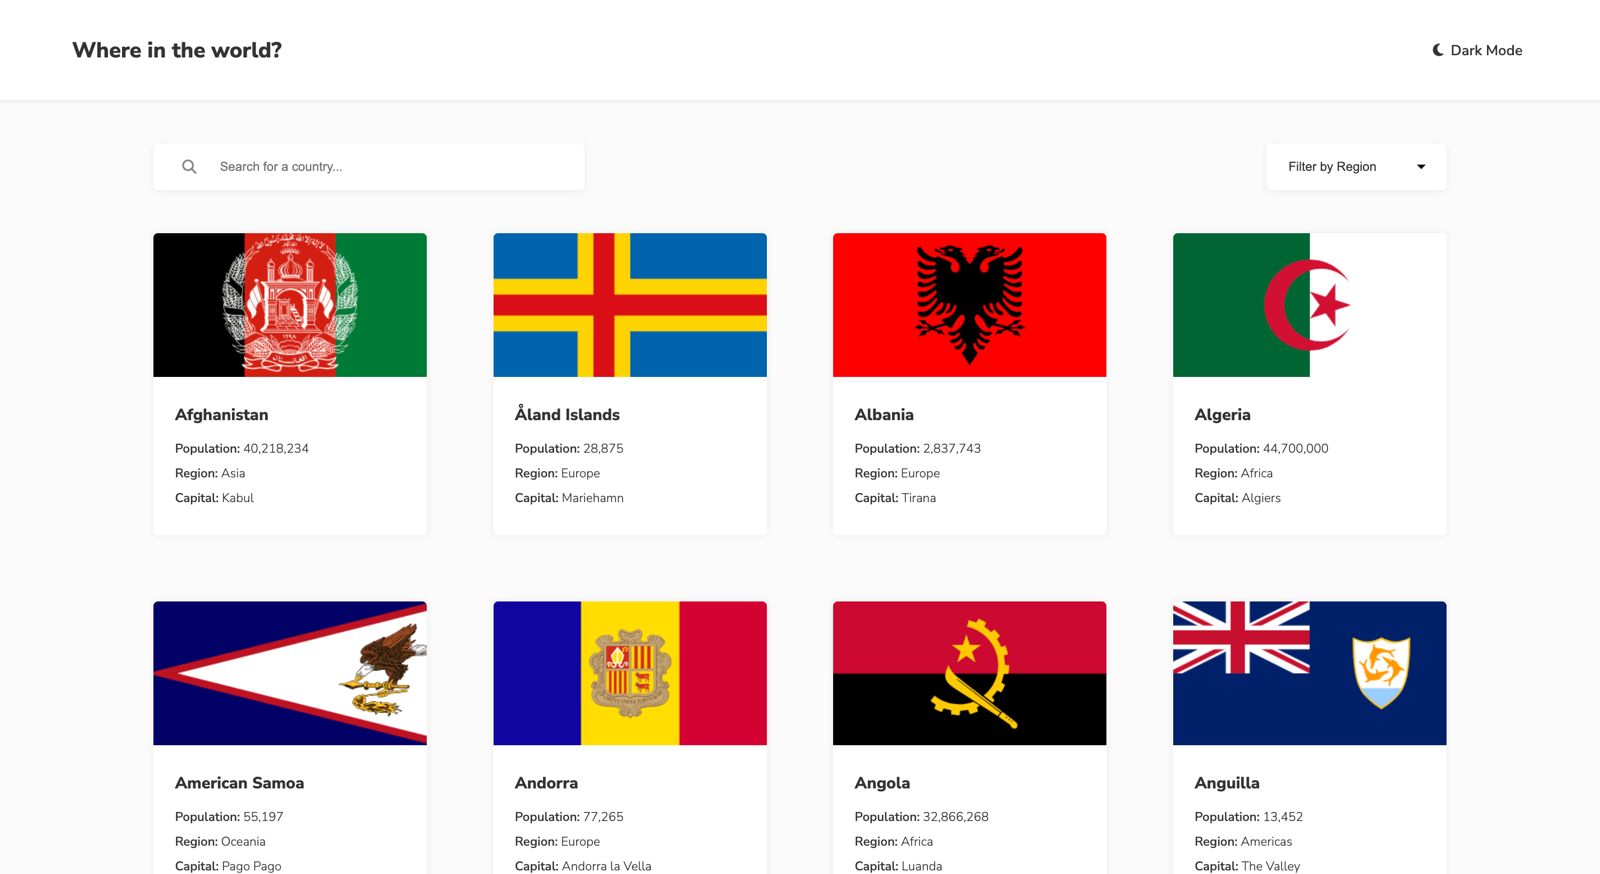 Where in the world?
Dark Mode
Search for a country...
Filter by Region
Afghanistan
Population: 40,218,234
Region: Asia
Capital: Kabul
Åland Islands
Population: 28,875
Region: Europe
Capital: Mariehamn
Albania
Population: 2,837,743
Region: Europe
Capital: Tirana
Algeria
Population: 44,700,000
Region: Africa
Capital: Algiers
American Samoa
Population: 55,197
Region: Oceania
Capital: Pago Pago
Andorra
Population: 77,265
Region: Europe
Capital: Andorra la Vella
Angola
Population: 32,866,268
Region: Africa
Capital: Luanda
Anguilla
Population: 13,452
Region: Americas
Capital: The Valley